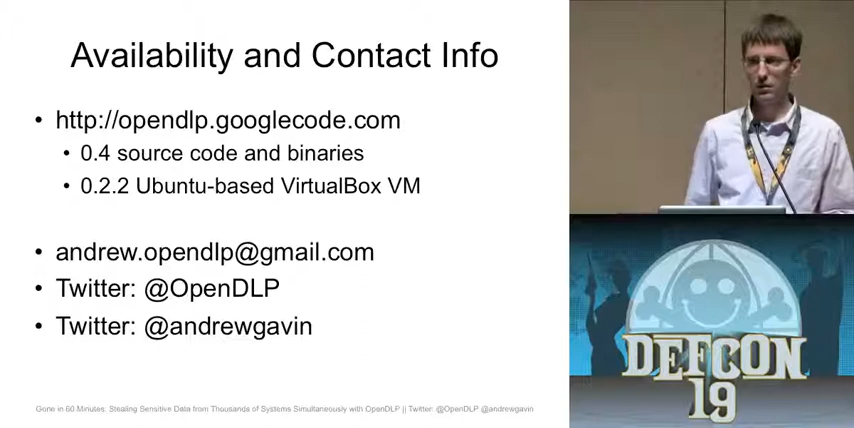 Availability and Contact Info
• http://opendlp.googlecode.com
• 0.4 source code and binaries
• 0.2.2 Ubuntu-based VirtualBox VM
• andrew.opendlp@gmail.com
• Twitter: @OpenDLP
• Twitter: @andrewgavin
Gone in 60 Minutes: Stealing Sensitive Data from Thousands of Systems Simultaneously with OpenDLP || Twitter: @OpenDLP @andrewgavin
DEFCON
19